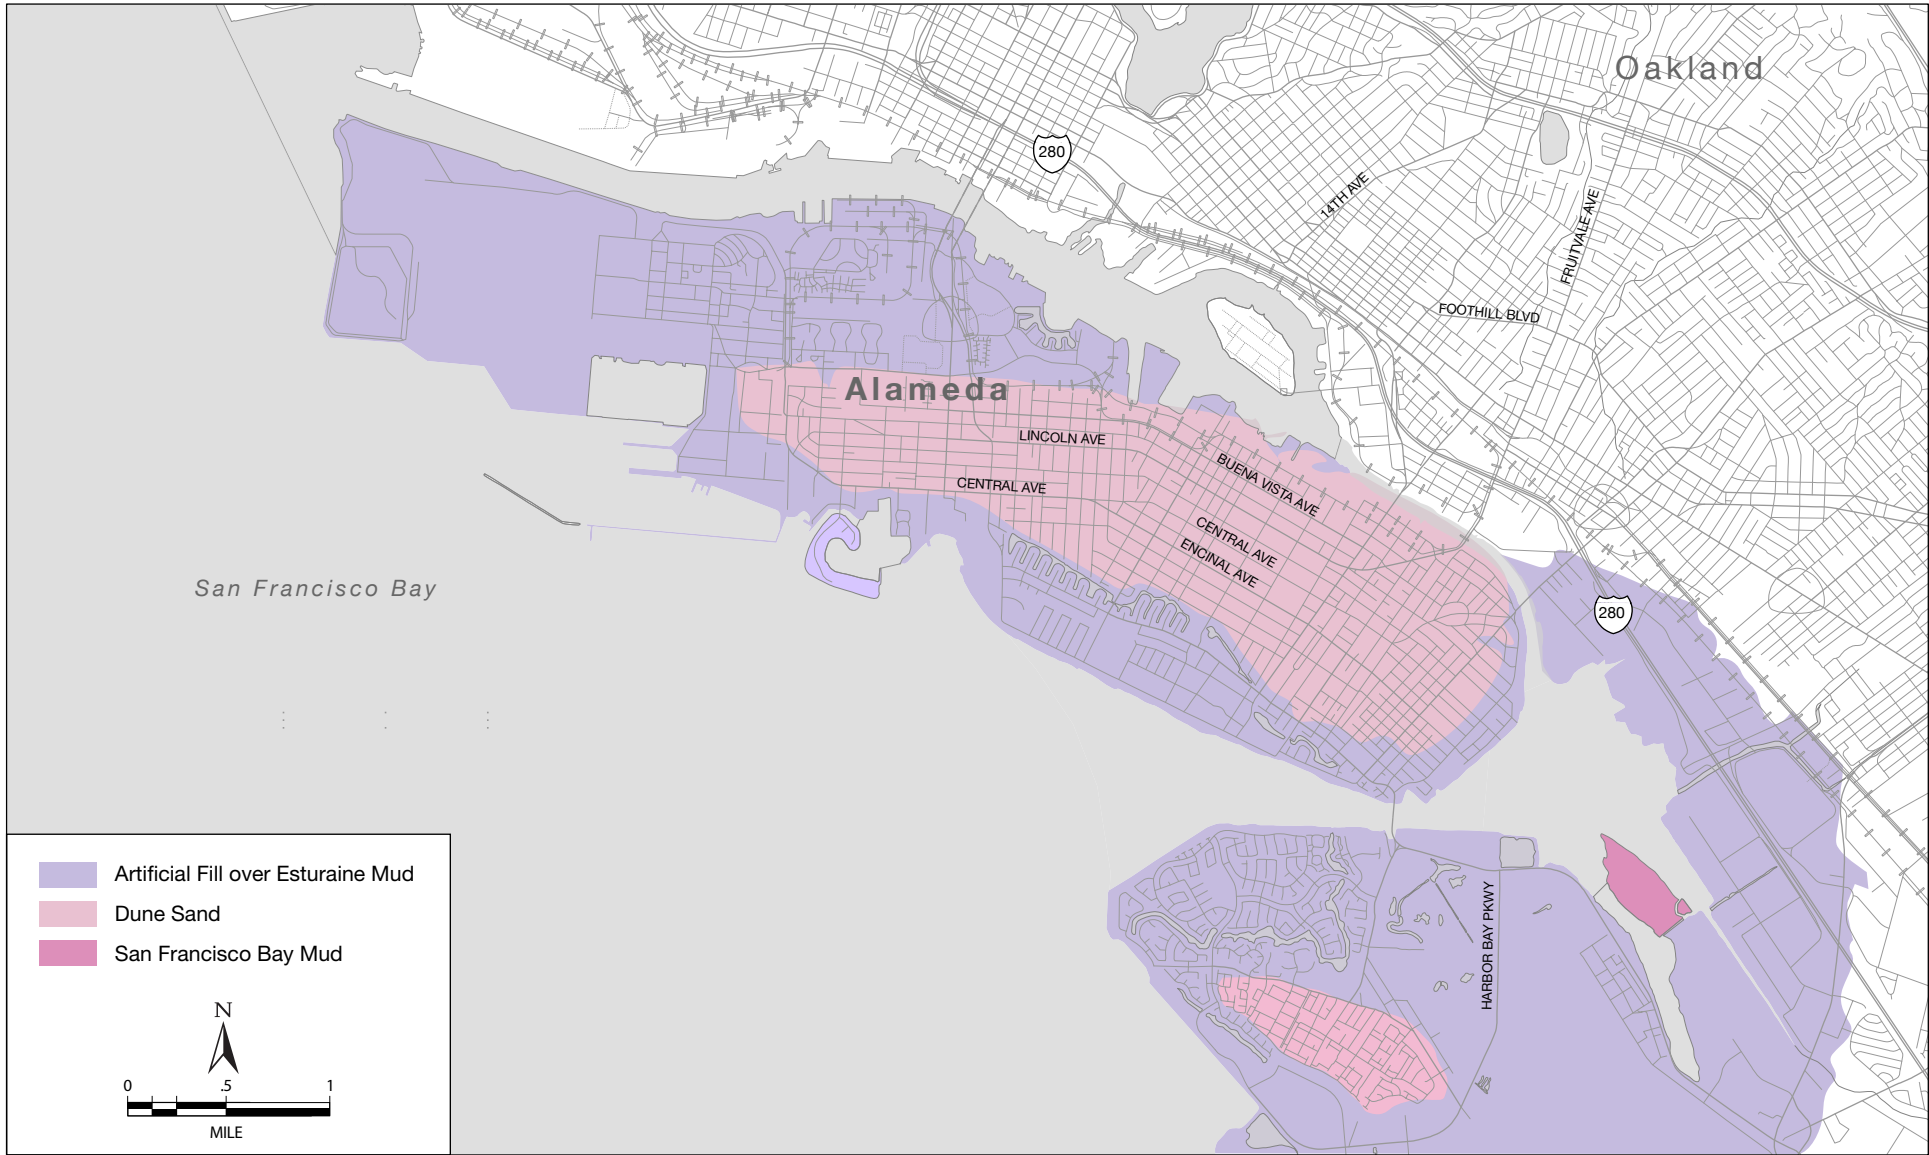 Oakland
280
14TH AVE
FRUITVALE AVE
FOOTHILL BLVD
Alameda
LINCOLN AVE
BUENA VISTA AVE
CENTRAL AVE
CENTRAL AVE
ENCINAL AVE
San Francisco Bay
280
HARBOR BAY PKWY
Artificial Fill over Esturaine Mud
Dune Sand
San Francisco Bay Mud
N
0 .5 1
MILE